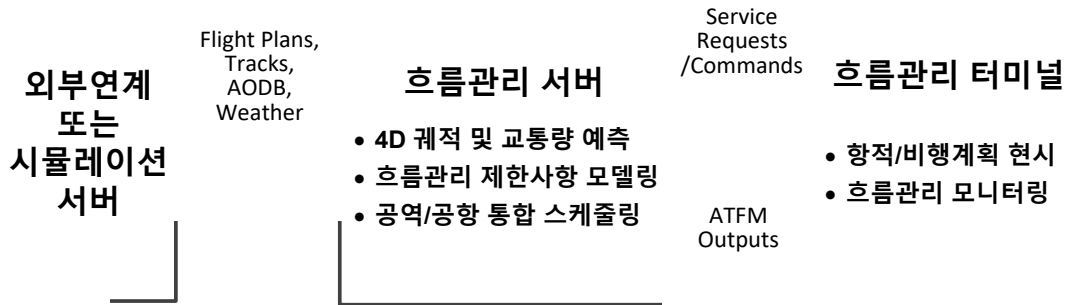 외부연계
또는
시뮬레이션
서버
Flight Plans,
Tracks,
AODB,
Weather
흐름관리 서버
• 4D 궤적 및 교통량 예측
• 흐름관리 제한사항 모델링
• 공역/공항 통합 스케줄링
Service
Requests
/Commands
ATFM
Outputs
흐름관리 터미널
• 항적/비행계획 현시
• 흐름관리 모니터링